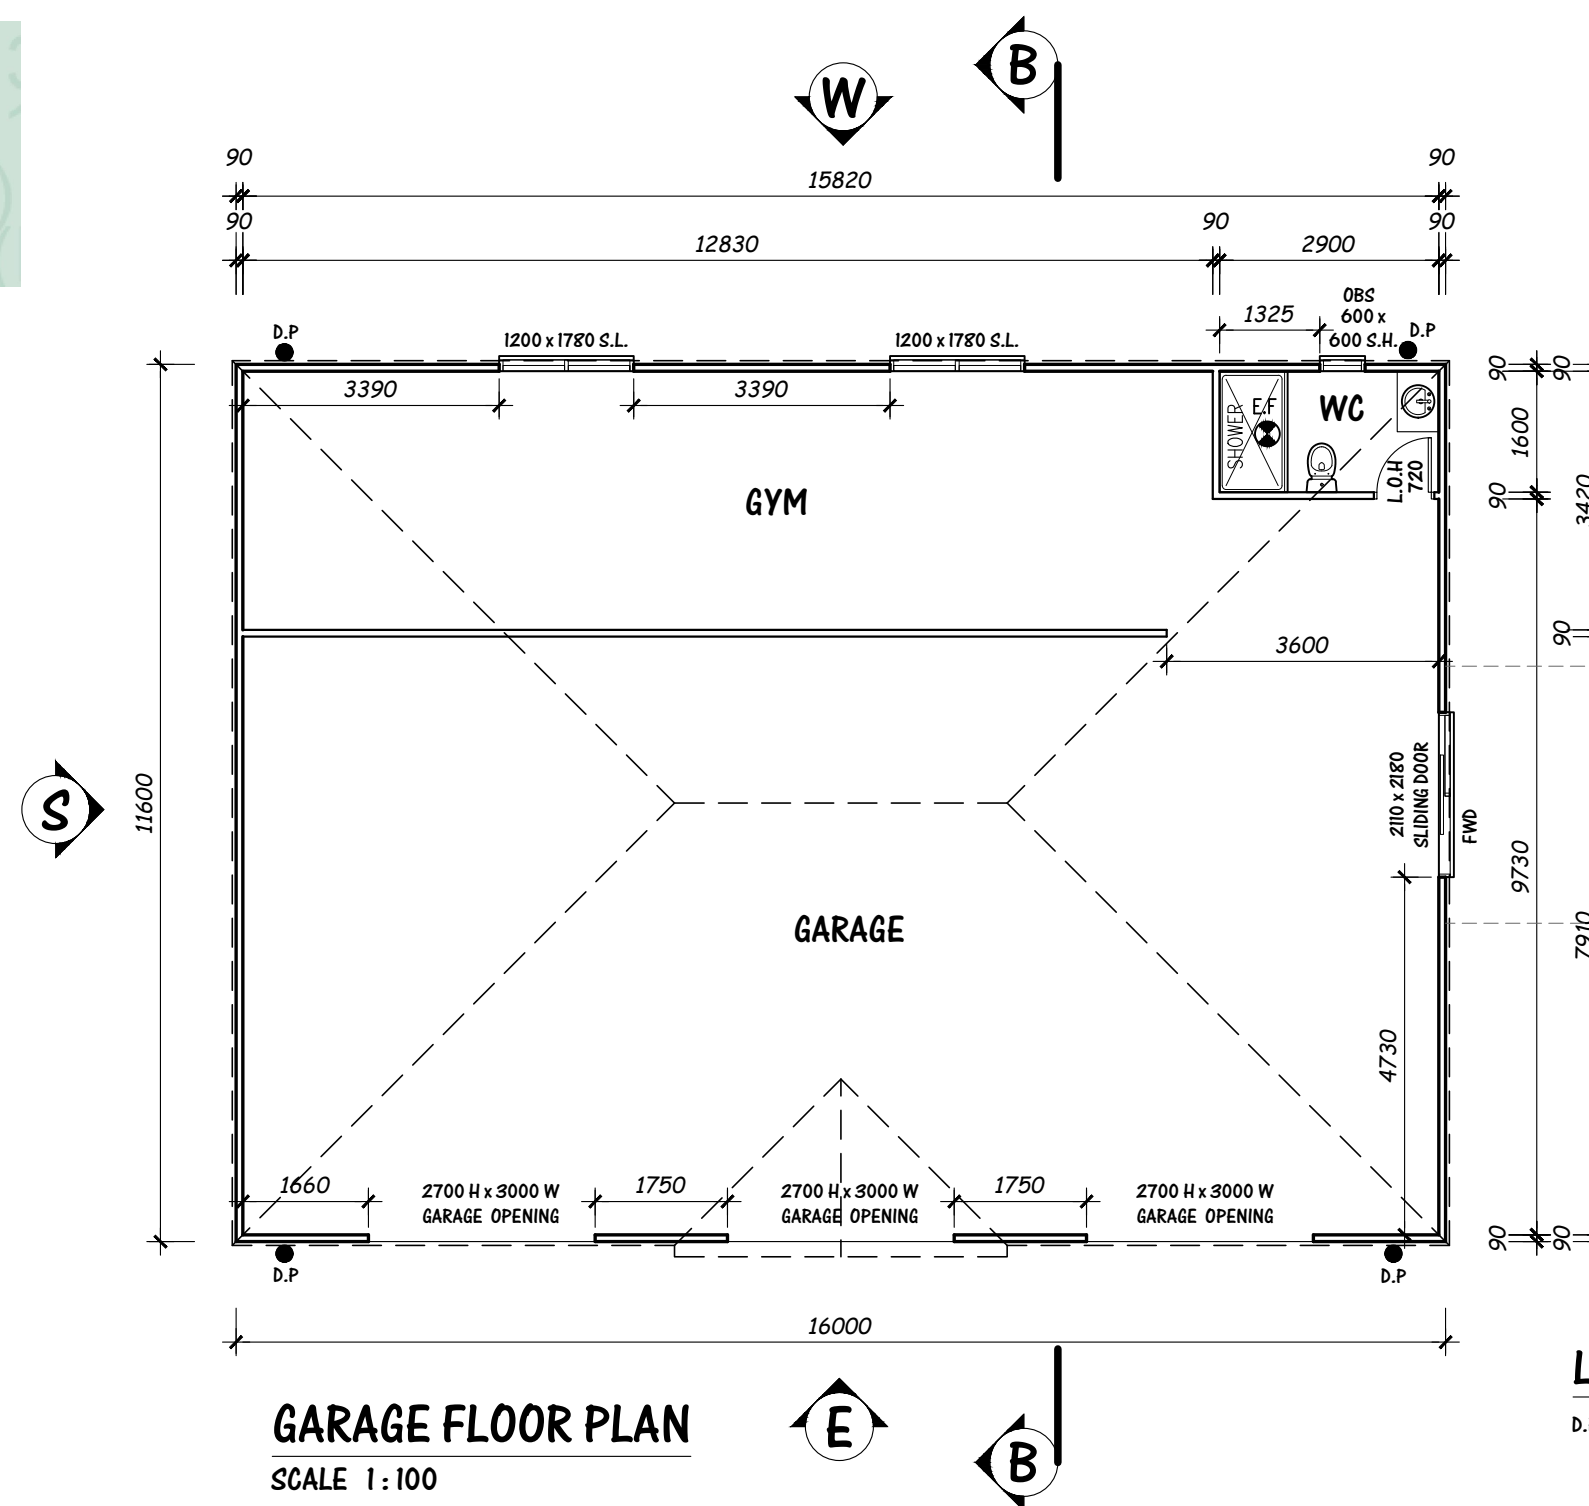 B
W
90
90
15820
90
90
90
12830
2900
OBS
600 x
600 S.H.
1325
D.P
1200 x 1780 S.L.
1200 x 1780 S.L.
D.P
3390
3390
90
90
SHOWER
E.F
WC
1600
L.O.H
720
GYM
90
3420
90
3600
S
11600
2110 x 2180
SLIDING DOOR
FWD
9730
GARAGE
7910
4730
1660
2700 H x 3000 W
GARAGE OPENING
1750
2700 H x 3000 W
GARAGE OPENING
1750
2700 H x 3000 W
GARAGE OPENING
90
90
D.P
D.P
16000
GARAGE FLOOR PLAN
SCALE 1:100
E
B